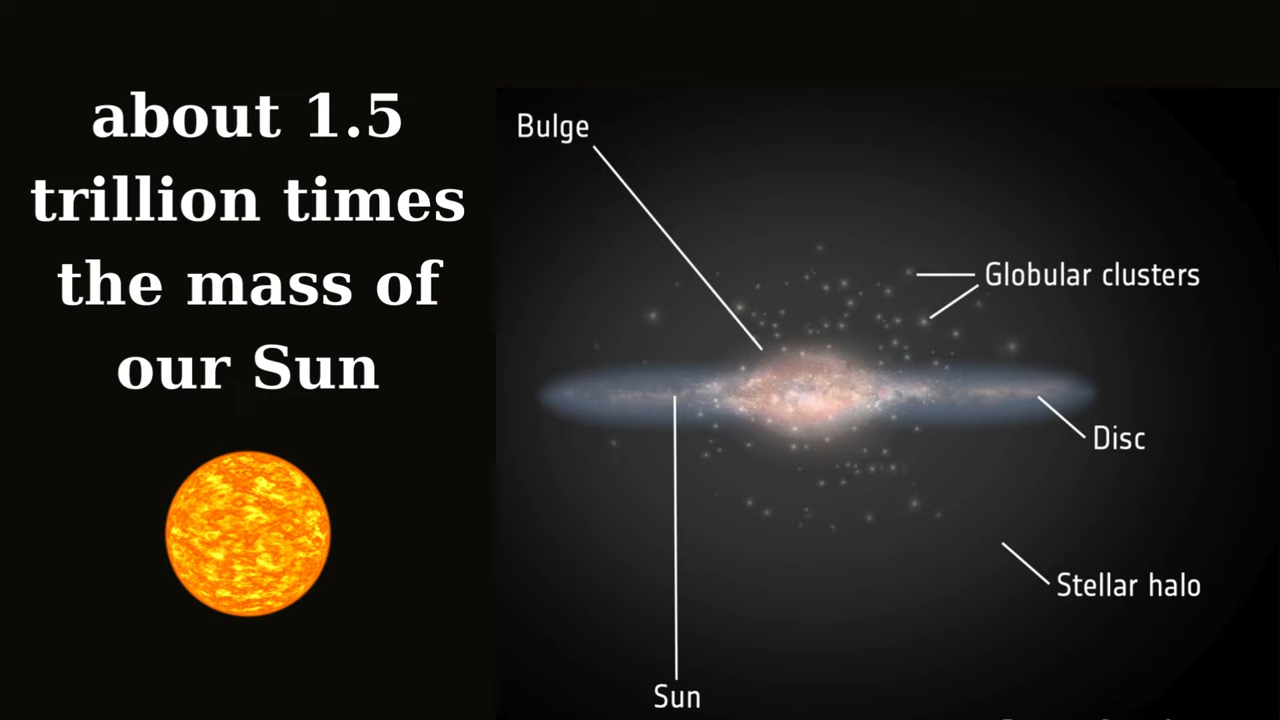 about 1.5
trillion times
the mass of
our Sun
Bulge
Globular clusters
Disc
Stellar halo
Sun